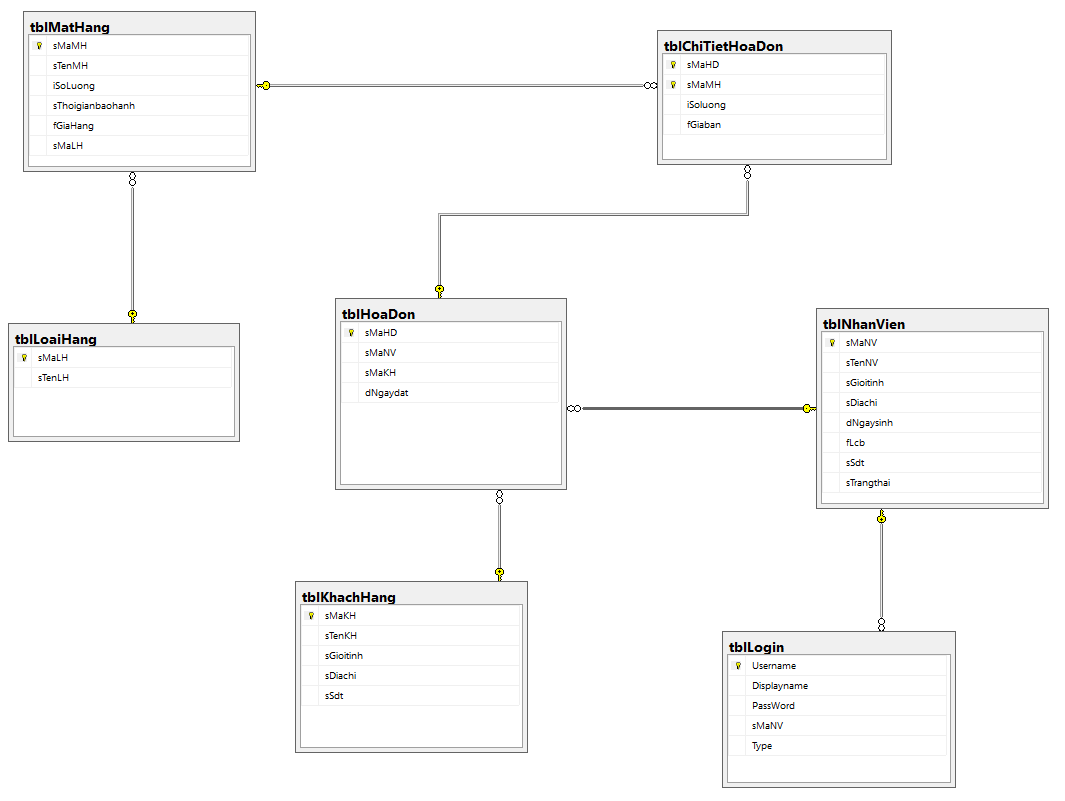 tblMatHang
sMaMH
sTenMH
iSoLuong
sThoigianbaohanh
fGiaHang
sMaLH
tblChiTietHoaDon
sMaHD
sMaMH
iSoluong
fGiaban
tblLoaiHang
sMaLH
sTenLH
tblHoaDon
sMaHD
sMaNV
sMaKH
dNgaydat
tblNhanVien
sMaNV
sTenNV
sGioitinh
sDiachi
dNgaysinh
fLcb
sSdt
sTrangthai
tblKhachHang
sMaKH
sTenKH
sGioitinh
sDiachi
sSdt
tblLogin
Username
Displayname
PassWord
sMaNV
Type